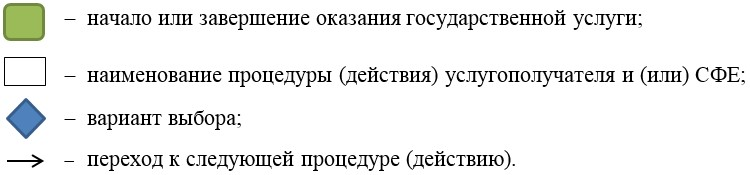 – начало или завершение оказания государственной услуги;
– наименование процедуры (действия) услугополучателя и (или) СФЕ;
– вариант выбора;
– переход к следующей процедуре (действию).